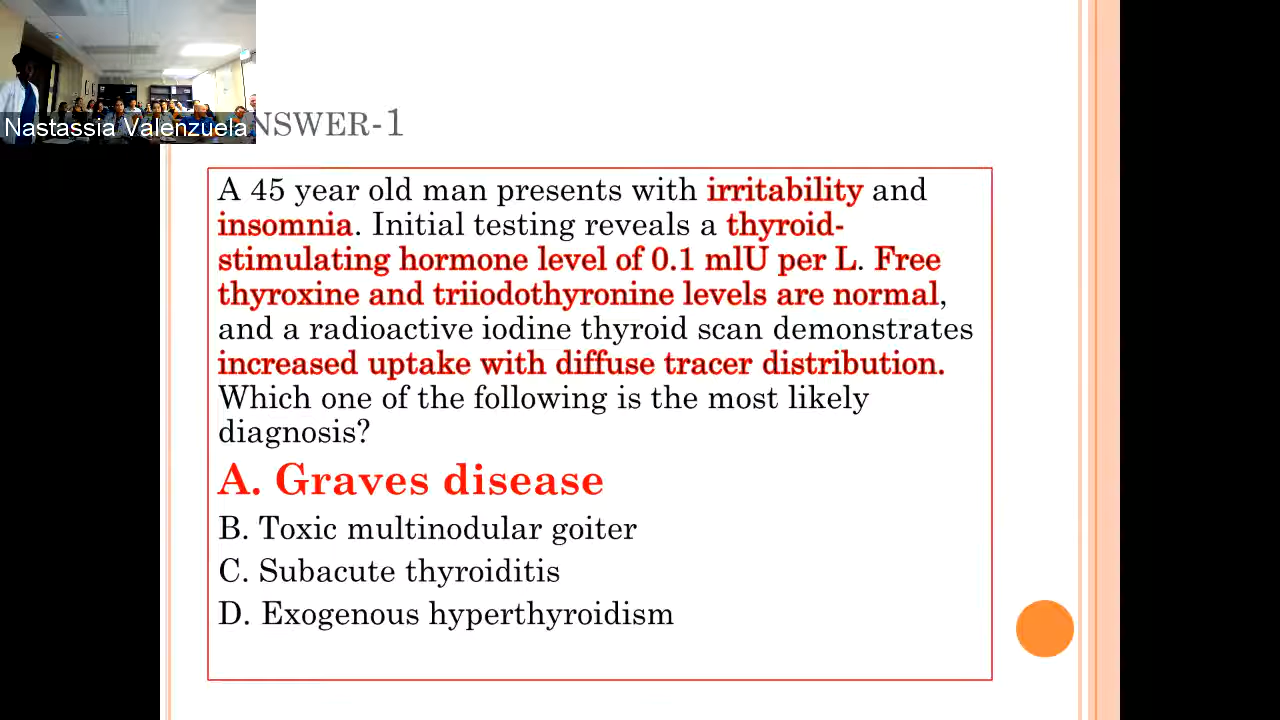 Nastassia Valenzuela
NSWER-1
A 45 year old man presents with irritability and
insomnia. Initial testing reveals a thyroid-
stimulating hormone level of 0.1 mlU per L. Free
thyroxine and triiodothyronine levels are normal,
and a radioactive iodine thyroid scan demonstrates
increased uptake with diffuse tracer distribution.
Which one of the following is the most likely
diagnosis?
A. Graves disease
B. Toxic multinodular goiter
C. Subacute thyroiditis
D. Exogenous hyperthyroidism